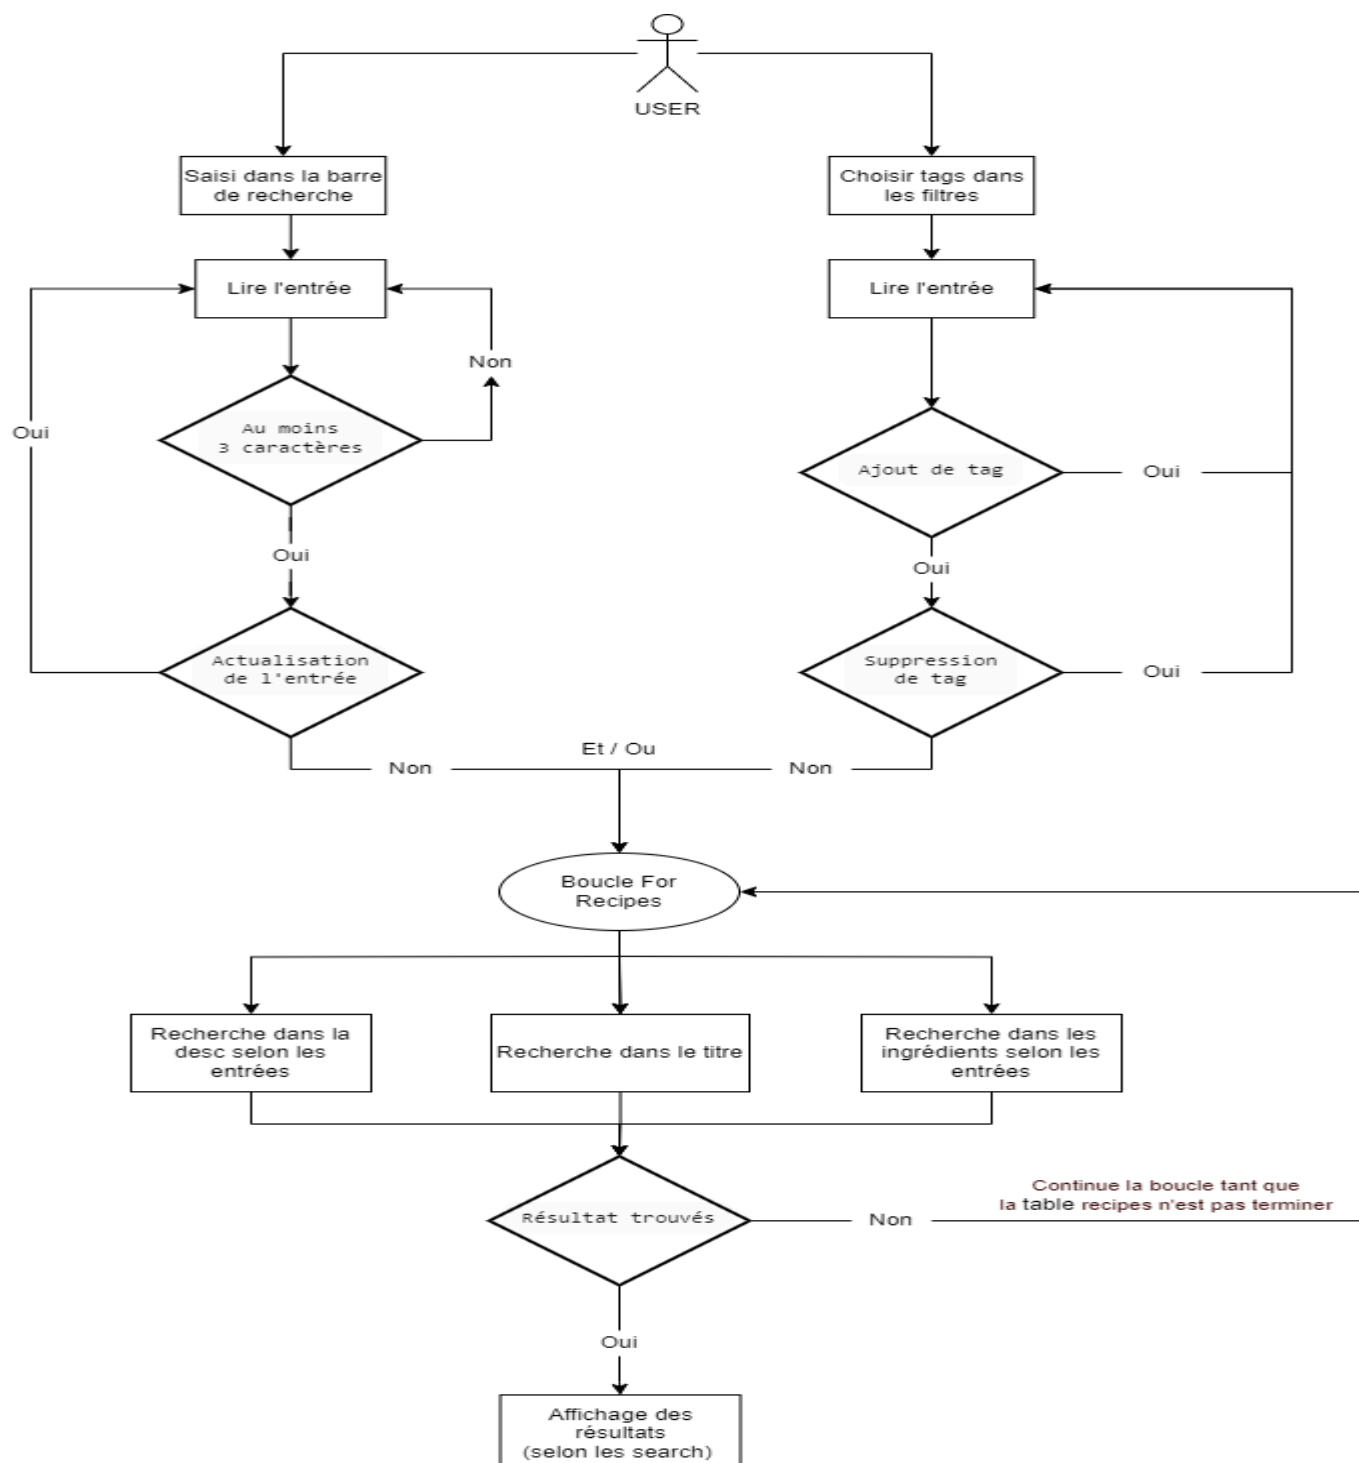 USER
Saisi dans la barre
de recherche
Choisir tags dans
les filtres
Lire l'entrée
Lire l'entrée
Non
Oui
Au moins
3 caractères
Ajout de tag
Oui
Oui
Oui
Actualisation
de l'entrée
Suppression
de tag
Oui
Et / Ou
Non
Non
Boucle For
Recipes
Recherche dans la
desc selon les
entrées
Recherche dans le titre
Recherche dans les
ingrédients selon les
entrées
Résultat trouvés
Non
Continue la boucle tant que
la table recipes n'est pas terminer
Oui
Affichage des
résultats
(selon les search)